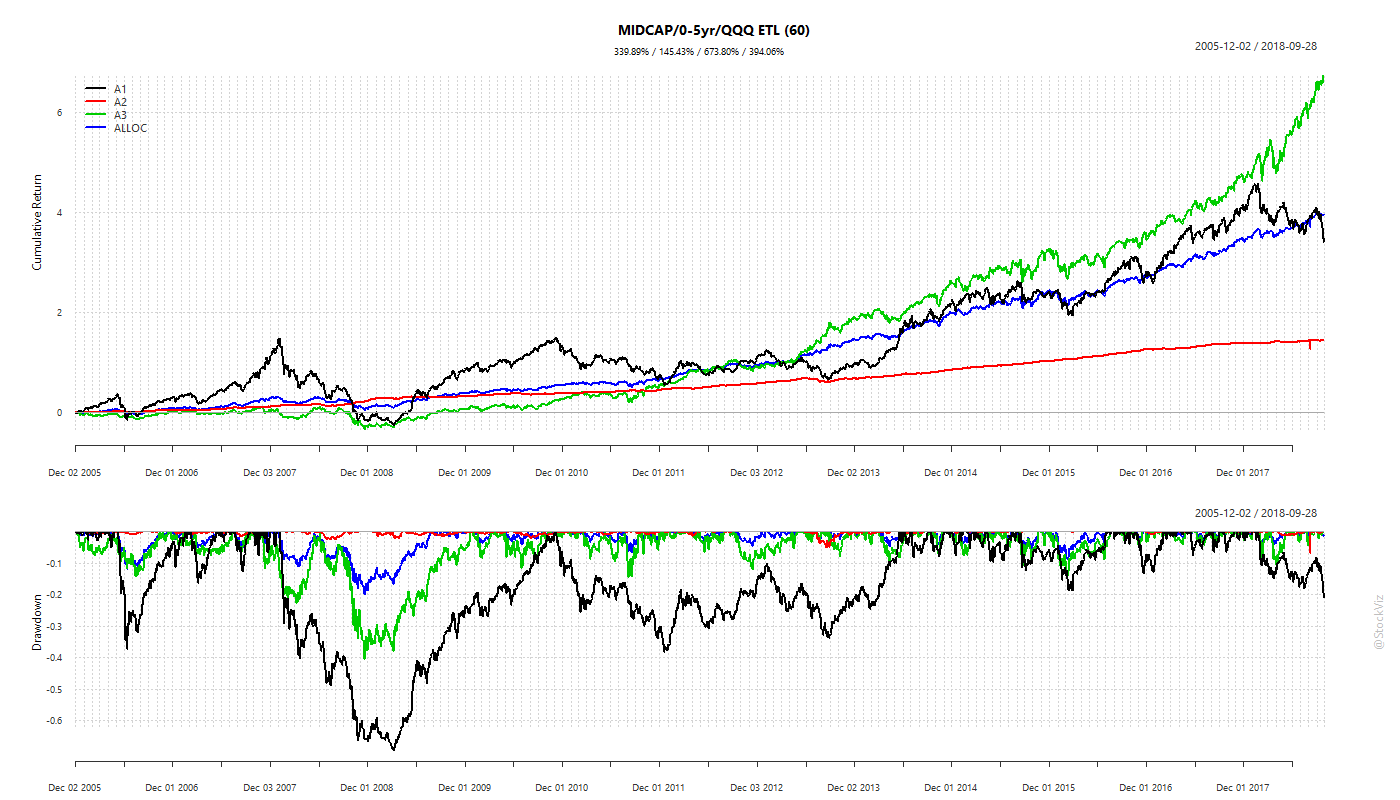 MIDCAP/0-5yr/QQQ ETL (60)
339.89% / 145.43% / 673.80% / 394.06%
2005-12-02 / 2018-09-28
A1
A2
A3
ALLOC
Cumulative Return
6
4
2
0
Dec 02 2005 Dec 01 2006 Dec 03 2007 Dec 01 2008 Dec 01 2009 Dec 01 2010 Dec 01 2011 Dec 03 2012 Dec 02 2013 Dec 01 2014 Dec 01 2015 Dec 01 2016 Dec 01 2017
2005-12-02 / 2018-09-28
Drawdown
-0.1
-0.2
-0.3
-0.4
-0.5
-0.6
Dec 02 2005 Dec 01 2006 Dec 03 2007 Dec 01 2008 Dec 01 2009 Dec 01 2010 Dec 01 2011 Dec 03 2012 Dec 02 2013 Dec 01 2014 Dec 01 2015 Dec 01 2016 Dec 01 2017
@StockViz